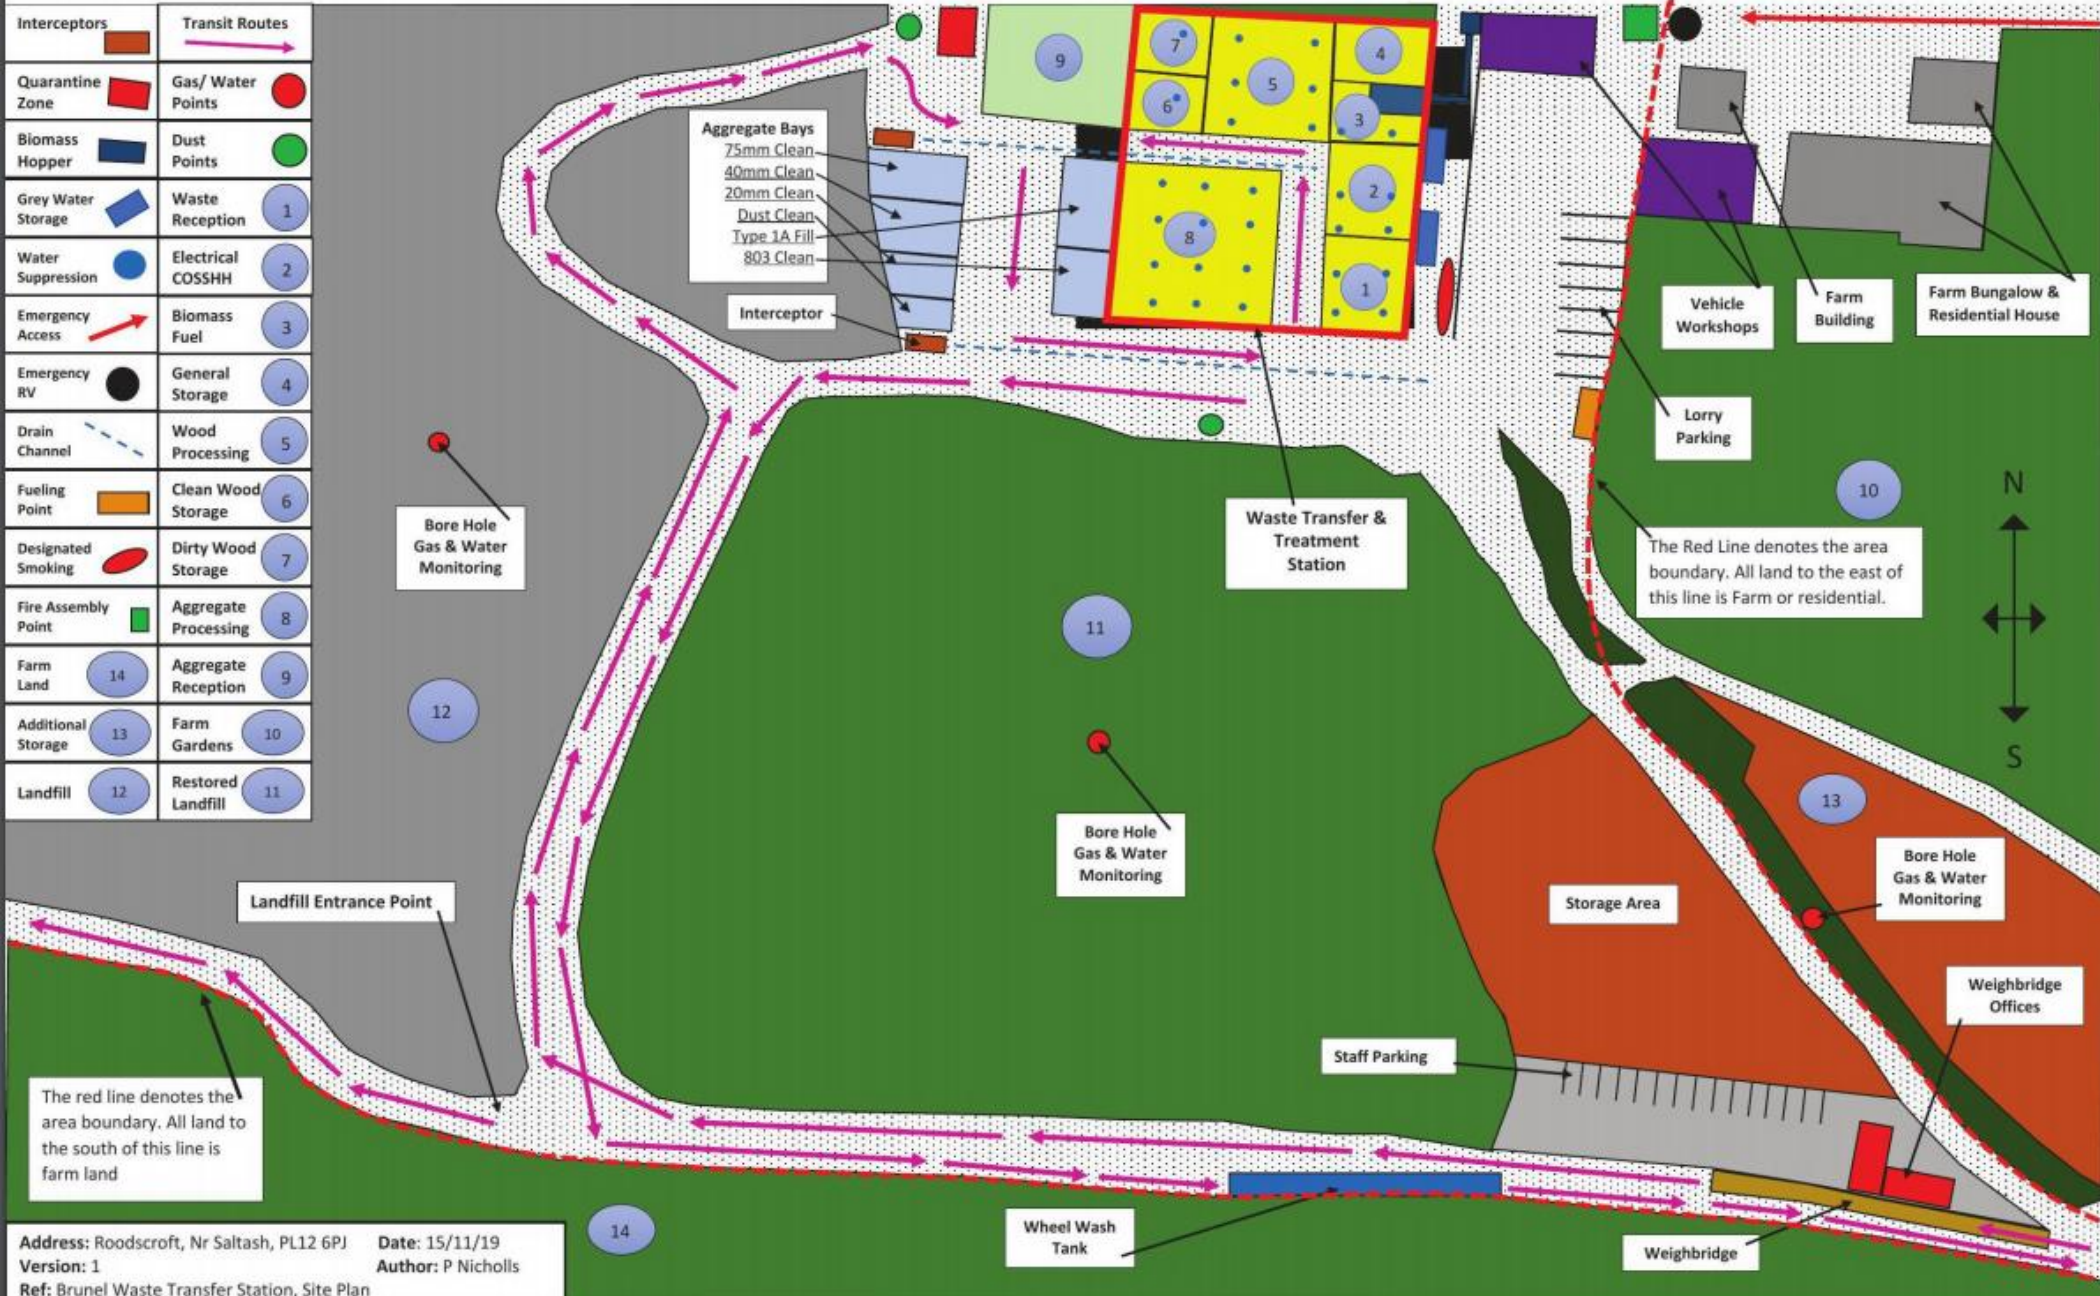 Interceptors
Transit Routes
Quarantine
Zone
Gas/ Water
Points
Biomass
Hopper
Dust
Points
Grey Water
Storage
Waste
Reception
1
Water
Suppression
Electrical
COSSHH
2
Emergency
Access
Biomass
Fuel
3
Emergency
RV
General
Storage
4
Drain
Channel
Wood
Processing
5
Fueling
Point
Clean Wood
Storage
6
Designated
Smoking
Dirty Wood
Storage
7
Fire Assembly
Point
Aggregate
Processing
8
Farm
Land
14
Aggregate
Reception
9
Additional
Storage
13
Farm
Gardens
10
Landfill
12
Restored
Landfill
11
Aggregate Bays
75mm Clean
40mm Clean
20mm Clean
Dust Clean
Type 1A Fill
803 Clean
Interceptor
9
7
6
5
4
3
2
8
1
Vehicle
Workshops
Farm
Building
Farm Bungalow &
Residential House
Lorry
Parking
10
N
S
The Red Line denotes the area
boundary. All land to the east of
this line is Farm or residential.
Waste Transfer &
Treatment
Station
Bore Hole
Gas & Water
Monitoring
12
11
Bore Hole
Gas & Water
Monitoring
13
Bore Hole
Gas & Water
Monitoring
Storage Area
Landfill Entrance Point
Weighbridge
Offices
Staff Parking
The red line denotes the
area boundary. All land to
the south of this line is
farm land
14
Wheel Wash
Tank
Weighbridge
Address: Roodscroft, Nr Saltash, PL12 6PJ Date: 15/11/19
Version: 1 Author: P Nicholls
Ref: Brunel Waste Transfer Station, Site Plan